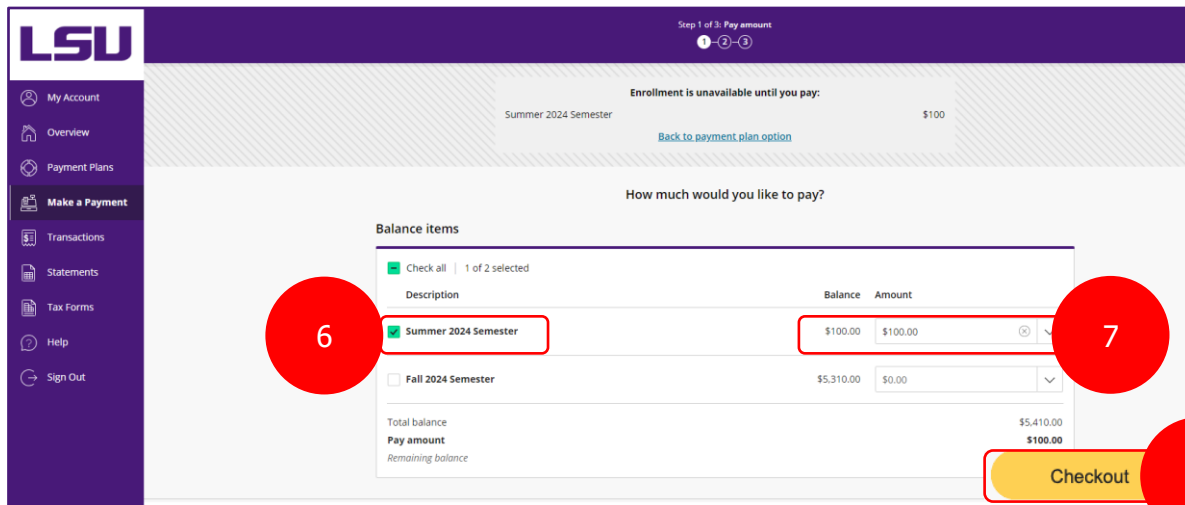 LSU
Step 1 of 3: Pay amount
1 2 3
My Account
Overview
Payment Plans
Make a Payment
Transactions
Statements
Tax Forms
Help
Sign Out
Enrollment is unavailable until you pay:
Summer 2024 Semester $100
Back to payment plan option
How much would you like to pay?
Balance items
Check all | 1 of 2 selected
Description Balance Amount
6 Summer 2024 Semester $100.00 $100.00 7
Fall 2024 Semester $5,310.00 $0.00
Total balance $5,410.00
Pay amount $100.00
Remaining balance
Checkout